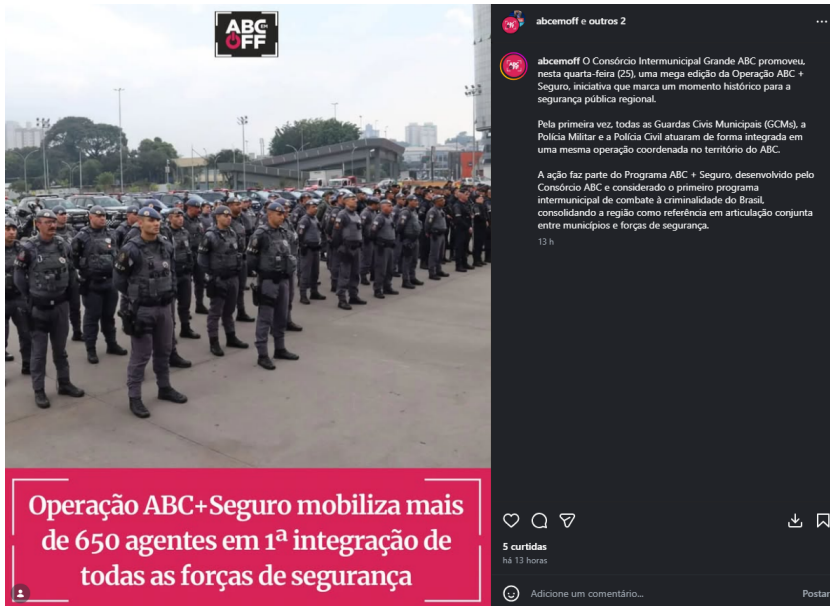 ABC EM
OFF
Operação ABC+Seguro mobiliza mais
de 650 agentes em 1ª integração de
todas as forças de segurança
abcemoff e outros 2
abcemoff O Consórcio Intermunicipal Grande ABC promoveu,
nesta quarta-feira (25), uma mega edição da Operação ABC +
Seguro, iniciativa que marca um momento histórico para a
segurança pública regional.
Pela primeira vez, todas as Guardas Civis Municipais (GCMs), a
Polícia Militar e a Polícia Civil atuaram de forma integrada em
uma mesma operação coordenada no território do ABC.
A ação faz parte do Programa ABC + Seguro, desenvolvido pelo
Consórcio ABC e considerado o primeiro programa
intermunicipal de combate à criminalidade do Brasil,
consolidando a região como referência em articulação conjunta
entre municípios e forças de segurança.
13 h
5 curtidas
há 13 horas
Adicione um comentário...
Postar